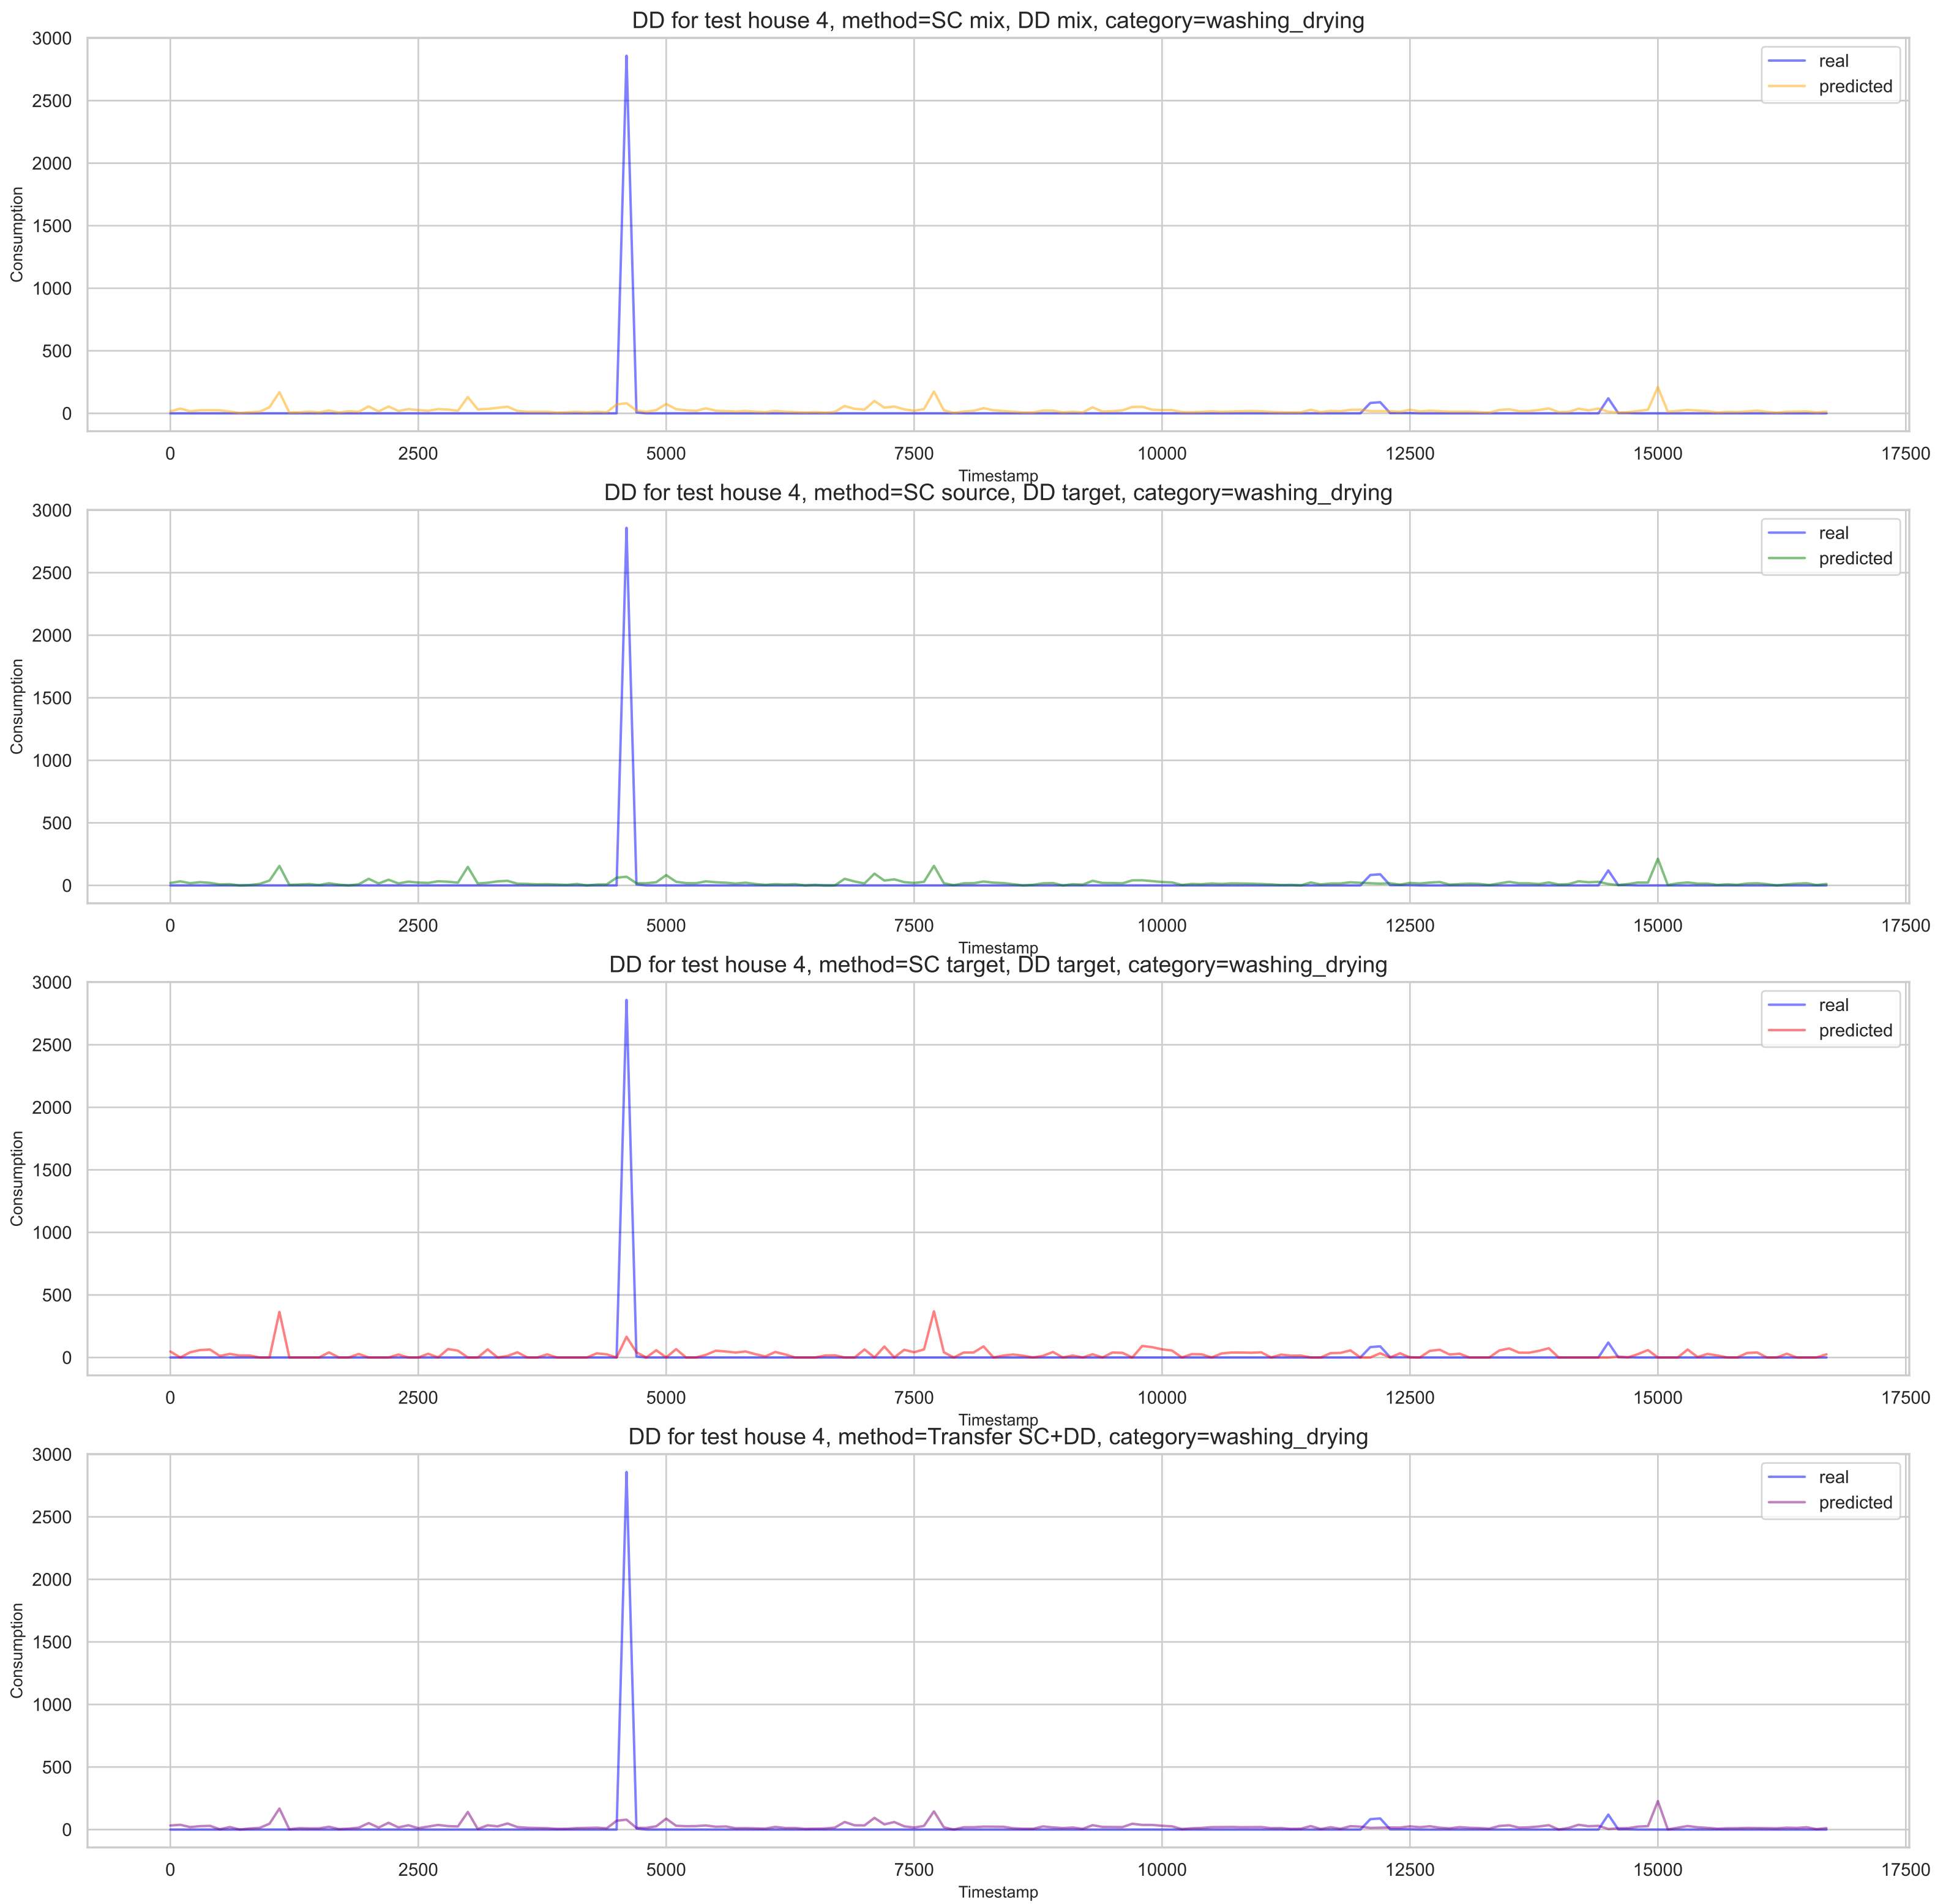 DD for test house 4, method=SC mix, DD mix, category=washing_drying
3000
2500
2000
1500
1000
500
0
Consumption
real
predicted
0 2500 5000 7500 10000 12500 15000 17500
Timestamp
DD for test house 4, method=SC source, DD target, category=washing_drying
3000
2500
2000
1500
1000
500
0
Consumption
real
predicted
0 2500 5000 7500 10000 12500 15000 17500
Timestamp
DD for test house 4, method=SC target, DD target, category=washing_drying
3000
2500
2000
1500
1000
500
0
Consumption
real
predicted
0 2500 5000 7500 10000 12500 15000 17500
Timestamp
DD for test house 4, method=Transfer SC+DD, category=washing_drying
3000
2500
2000
1500
1000
500
0
Consumption
real
predicted
0 2500 5000 7500 10000 12500 15000 17500
Timestamp